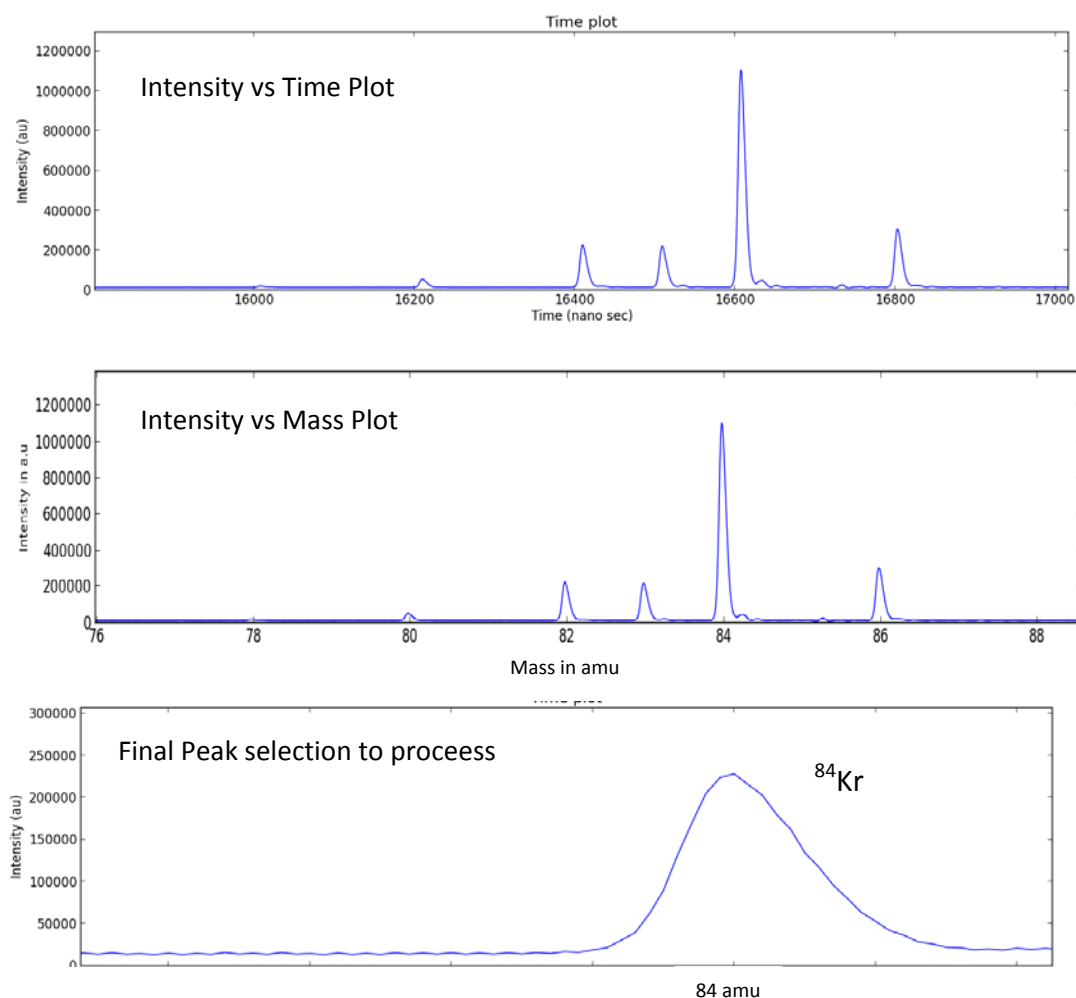 Time plot
1200000
Intensity vs Time Plot
1000000
800000
Intensity (au)
600000
400000
200000
0
16000 16200 16400 16600 16800 17000
Time (nano sec)
1200000
Intensity vs Mass Plot
1000000
Intensity in a.u
800000
600000
400000
200000
0
76 78 80 82 84 86 88
Mass in amu
Time plot
300000
Final Peak selection to proceess
250000
84Kr
200000
Intensity (au)
150000
100000
50000
0
84 amu